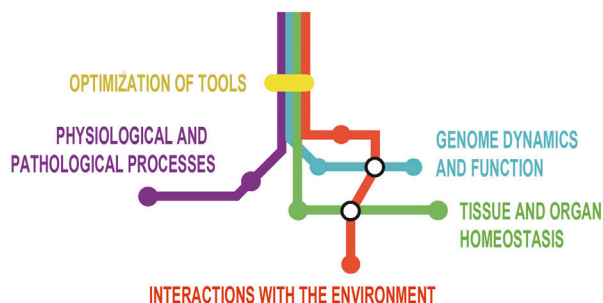 OPTIMIZATION OF TOOLS
PHYSIOLOGICAL AND
PATHOLOGICAL PROCESSES
GENOME DYNAMICS
AND FUNCTION
TISSUE AND ORGAN
HOMEOSTASIS
INTERACTIONS WITH THE ENVIRONMENT